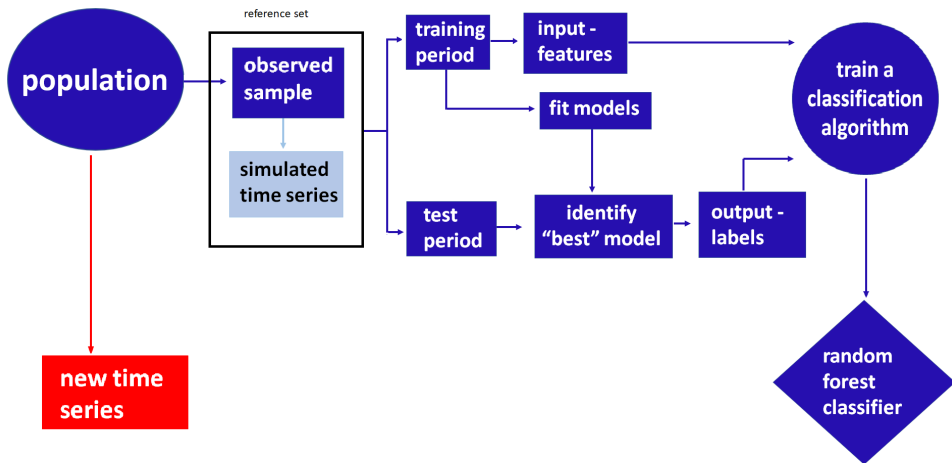 reference set
population
observed
sample
simulated
time series
training
period
input -
features
fit models
test
period
identify
“best” model
output -
labels
train a
classification
algorithm
new time
series
random
forest
classifier